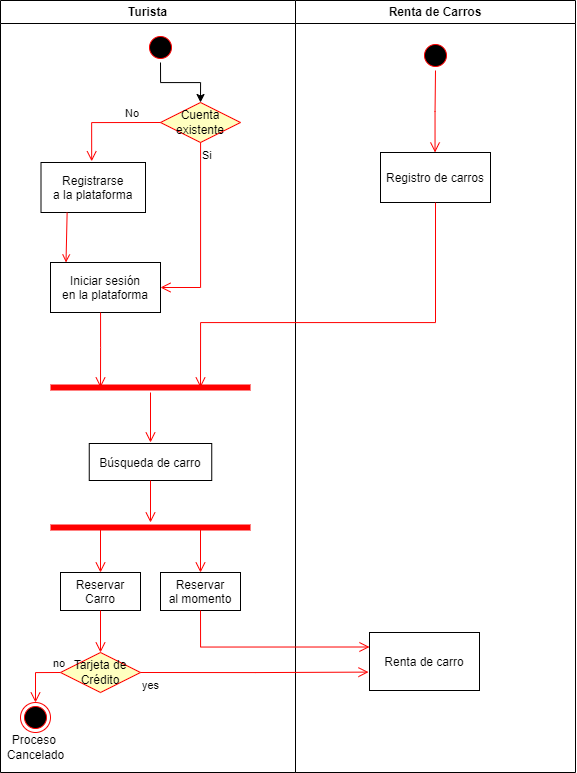 Turista
Renta de Carros
Cuenta
existente
No
Si
Registrarse
a la plataforma
Registro de carros
Iniciar sesión
en la plataforma
Búsqueda de carro
Reservar
Carro
Reservar
al momento
Tarjeta de
Crédito
no
yes
Renta de carro
Proceso
Cancelado